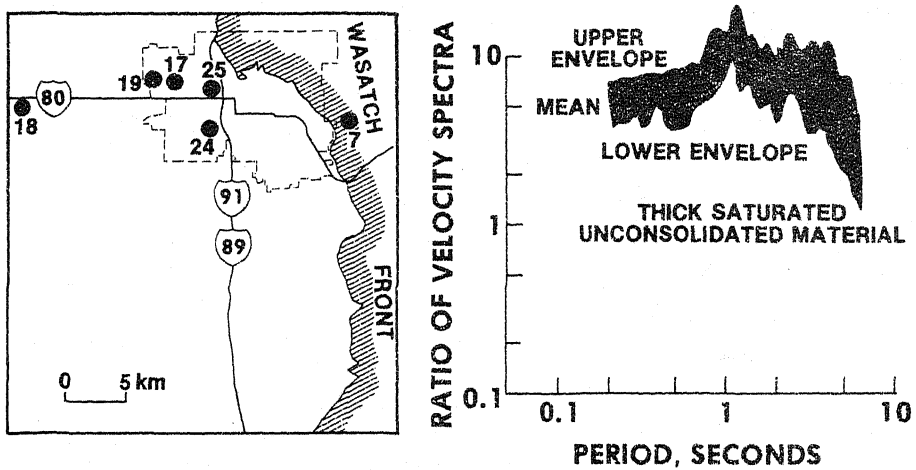 WASATCH
FRONT
19
17
25
80
18
24
7
91
89
0 5 km
RATIO OF VELOCITY SPECTRA
10
1
0.1
UPPER
ENVELOPE
MEAN
LOWER ENVELOPE
THICK SATURATED
UNCONSOLIDATED MATERIAL
0.1 1 10
PERIOD, SECONDS